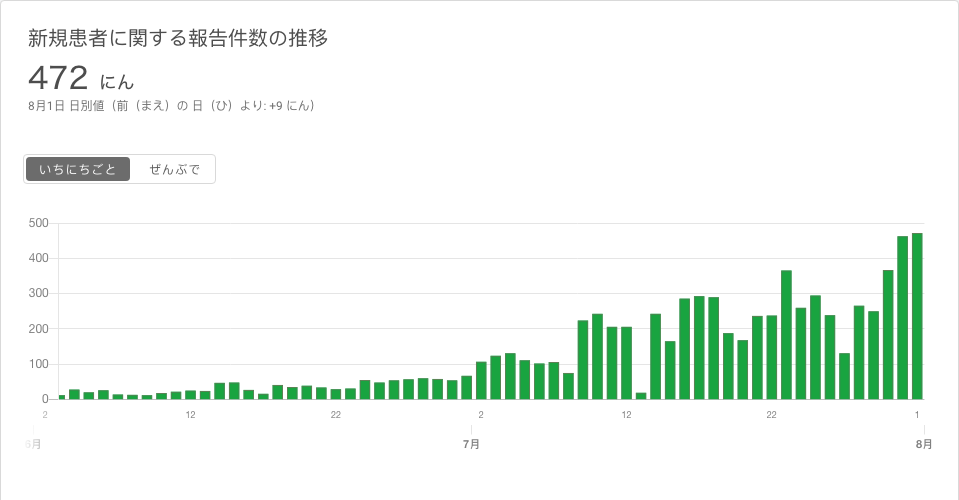 新規患者に関する報告件数の推移
472 にん
8月1日 日別値（前（まえ）の 日（ひ）より: +9 にん）
いちにちごと ぜんぶで
500
400
300
200
100
0
2 12 22 2 12 22 1
6月 7月 8月